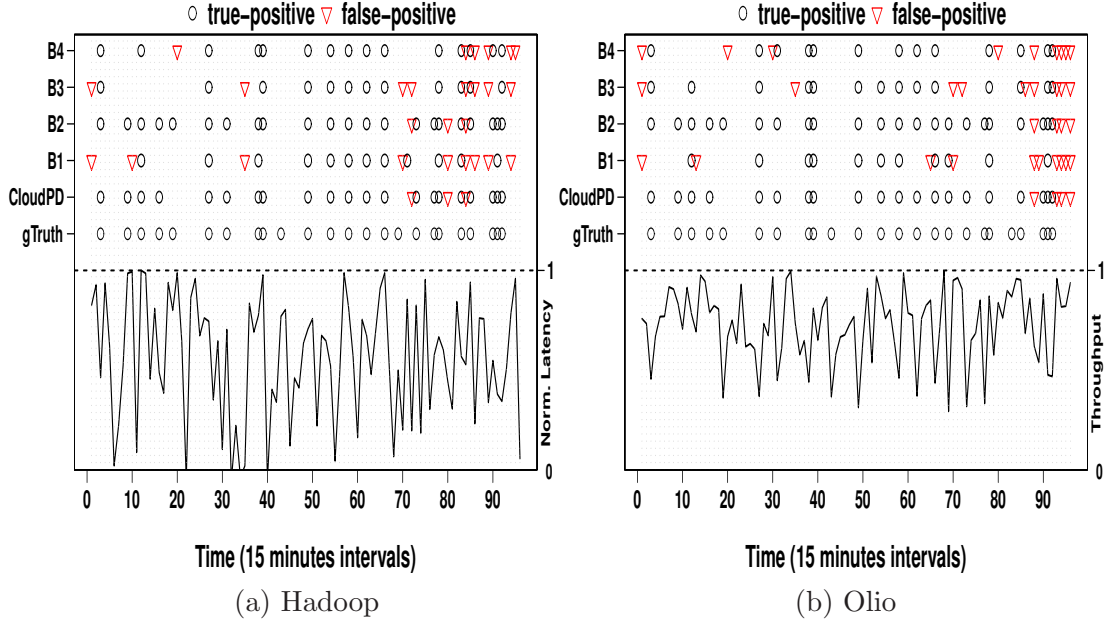 true−positive false−positive
B4
B3
B2
B1
CloudPD
gTruth
1
Norm. Latency
0
0 10 20 30 40 50 60 70 80 90
Time (15 minutes intervals)
(a) Hadoop
true−positive false−positive
B4
B3
B2
B1
CloudPD
gTruth
1
Throughput
0
0 10 20 30 40 50 60 70 80 90
Time (15 minutes intervals)
(b) Olio